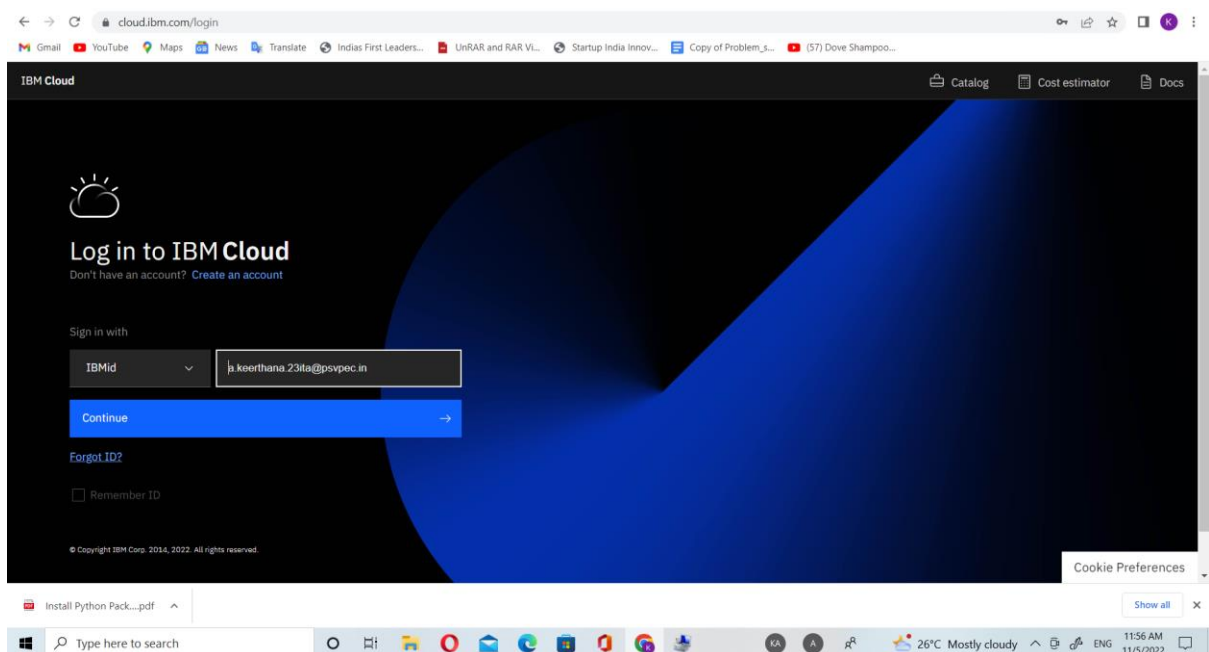 cloud.ibm.com/login
K
Gmail YouTube Maps News Translate Indias First Leaders... UnRAR and RAR Vi... Startup India Innov... Copy of Problem_s... (57) Dove Shampoo...
IBM Cloud Catalog Cost estimator Docs
Log in to IBM Cloud
Don't have an account? Create an account
Sign in with
IBMid a.keerthana.23ita@psvpec.in
Continue
Forgot ID?
Remember ID
© Copyright IBM Corp. 2014, 2022. All rights reserved.
Cookie Preferences
Install Python Pack....pdf Show all
Type here to search KA A 26°C Mostly cloudy ENG 11:56 AM
11/5/2022